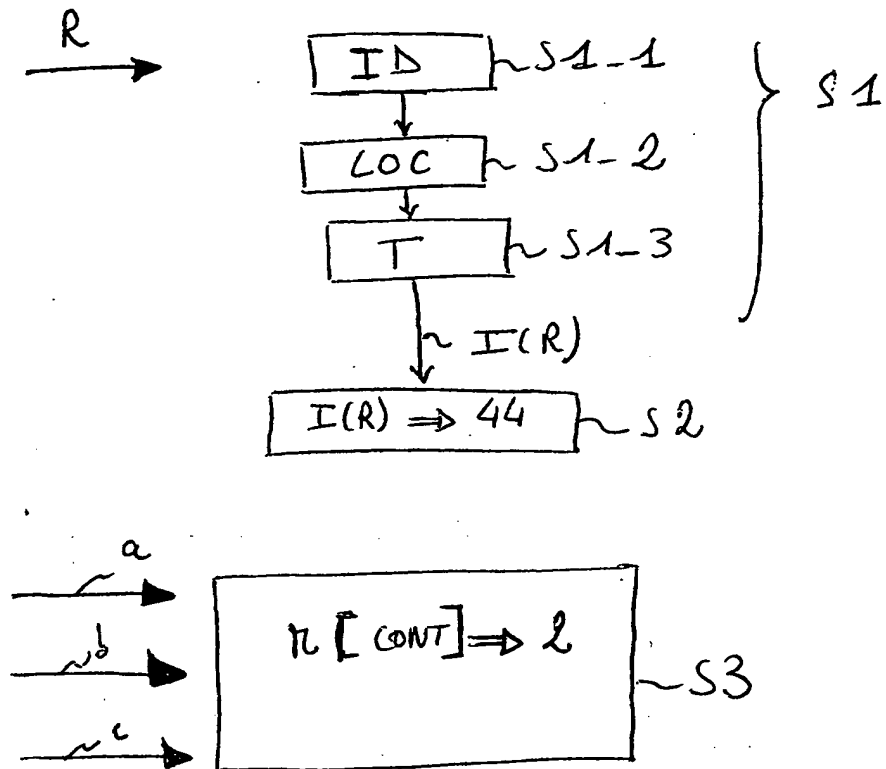 R
ID S1_1
LOC S1_2
T S1_3
S1
I(R)
I(R) ⇒ 44 S2
a
b
c
r [CONT] ⇒ 2
S3